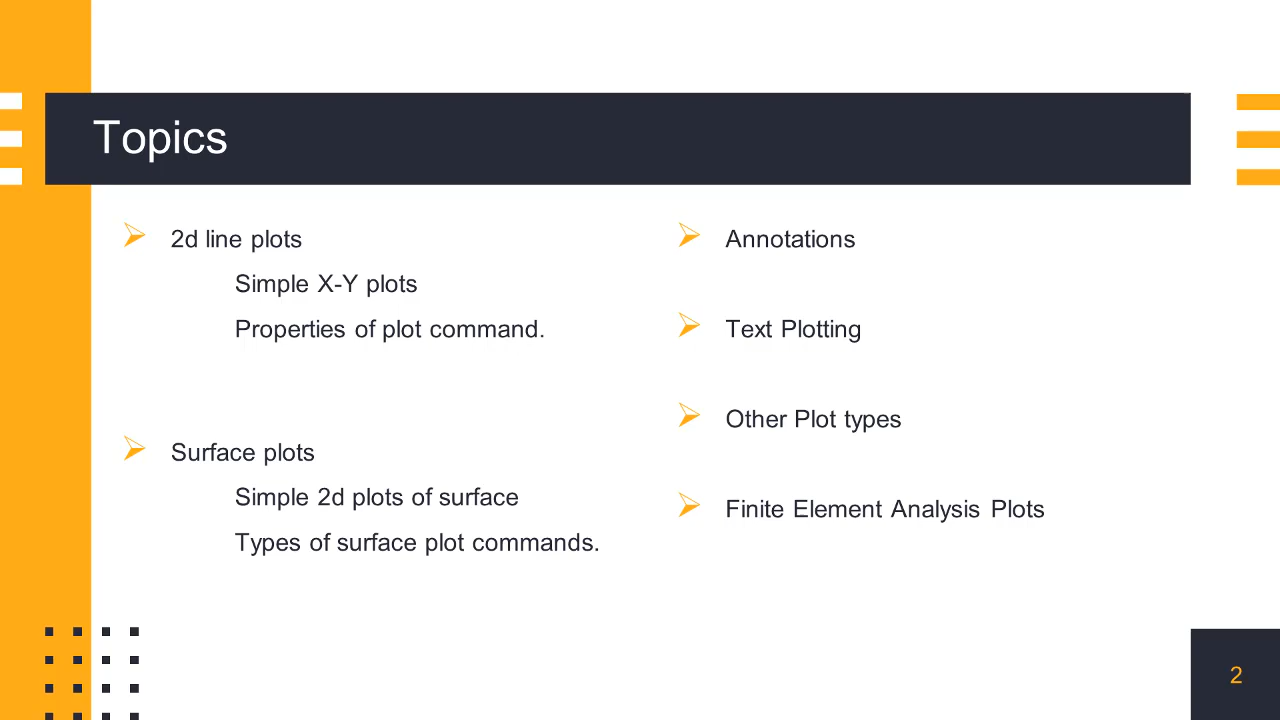 Topics
2d line plots
Simple X-Y plots
Properties of plot command.
Surface plots
Simple 2d plots of surface
Types of surface plot commands.
Annotations
Text Plotting
Other Plot types
Finite Element Analysis Plots
2